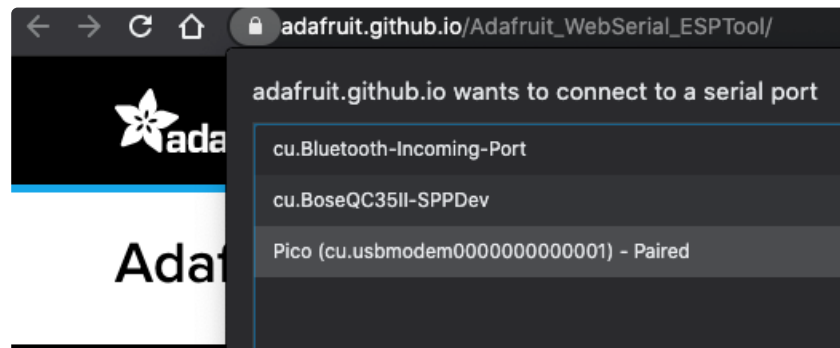 adafruit.github.io/Adafruit_WebSerial_ESPTool/
adafruit.github.io wants to connect to a serial port
ada
cu.Bluetooth-Incoming-Port
cu.BoseQC35II-SPPDev
Adaf
Pico (cu.usbmodem0000000000001) - Paired